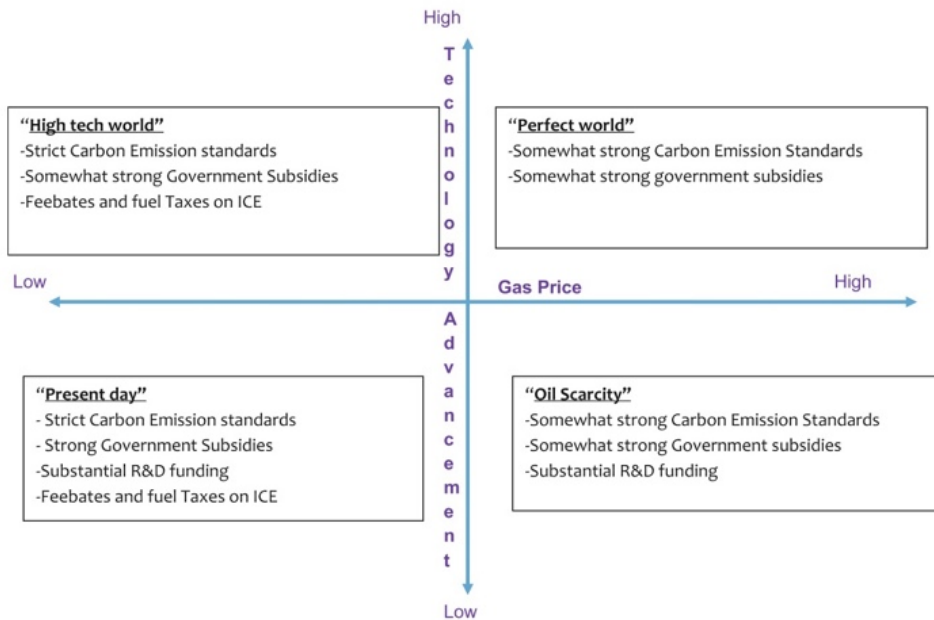 High
Technology Advancement
"High tech world"
-Strict Carbon Emission standards
-Somewhat strong Government Subsidies
-Feebates and fuel Taxes on ICE
"Perfect world"
-Somewhat strong Carbon Emission Standards
-Somewhat strong government subsidies
Low
Gas Price
High
"Present day"
- Strict Carbon Emission standards
- Strong Government Subsidies
-Substantial R&D funding
-Feebates and fuel Taxes on ICE
"Oil Scarcity"
-Somewhat strong Carbon Emission Standards
-Somewhat strong Government subsidies
-Substantial R&D funding
Low